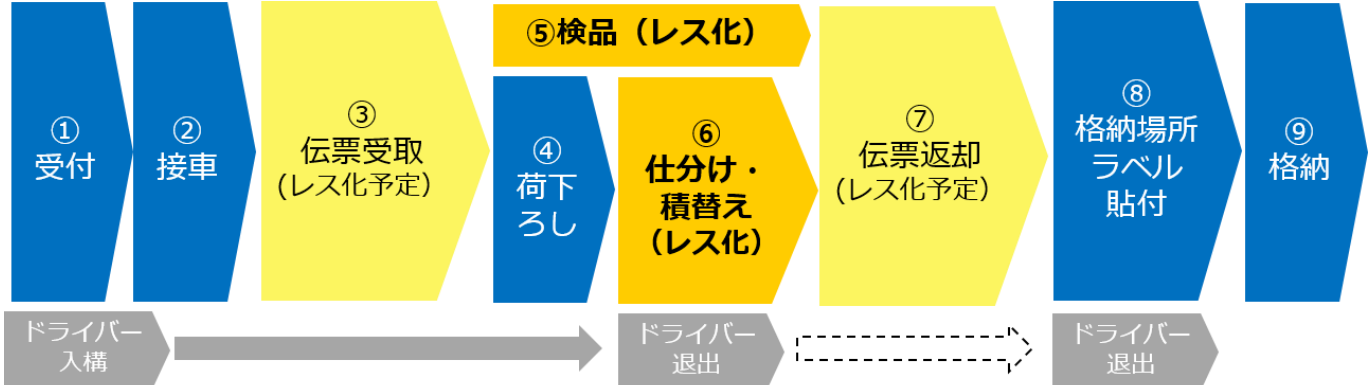 ①
受付
②
接車
③
伝票受取
(レス化予定)
⑤検品（レス化）
④
荷下
ろし
⑥
仕分け・
積替え
（レス化）
⑦
伝票返却
(レス化予定)
⑧
格納場所
ラベル
貼付
⑨
格納
ドライバー
入構
ドライバー
退出
ドライバー
退出